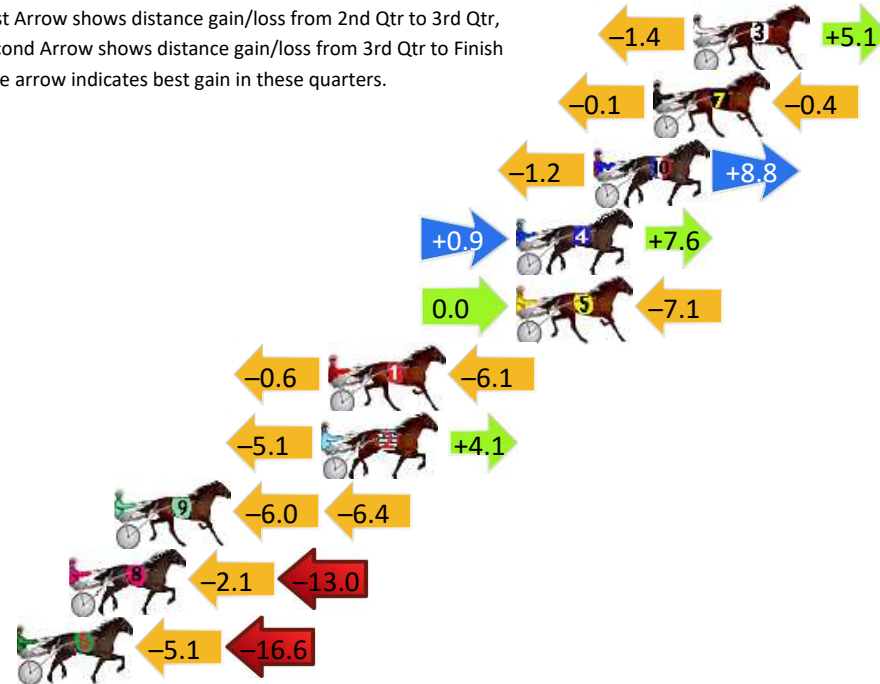 st Arrow shows distance gain/loss from 2nd Qtr to 3rd Qtr,
cond Arrow shows distance gain/loss from 3rd Qtr to Finish
e arrow indicates best gain in these quarters.
–1.4 3 +5.1
–0.1 7 –0.4
–1.2 10 +8.8
+0.9 4 +7.6
0.0 5 –7.1
–0.6 1 –6.1
–5.1 2 +4.1
9 –6.0 –6.4
8 –2.1 –13.0
6 –5.1 –16.6